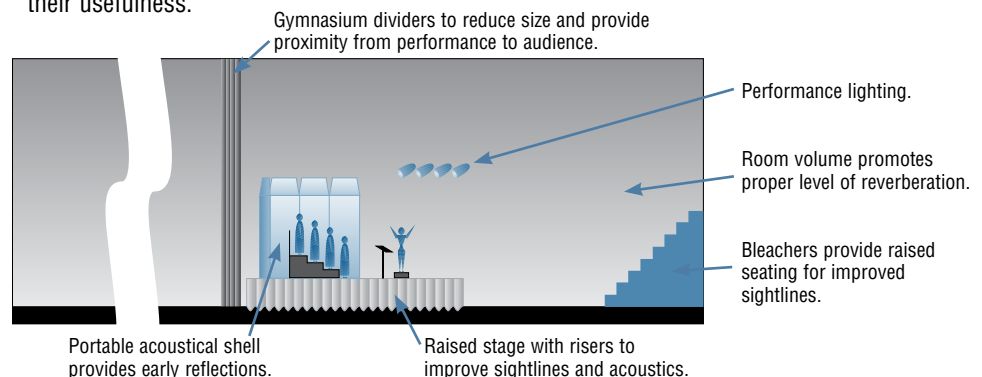 their usefulness.
Gymnasium dividers to reduce size and provide
proximity from performance to audience.
Performance lighting.
Room volume promotes
proper level of reverberation.
Bleachers provide raised
seating for improved
sightlines.
Portable acoustical shell
provides early reflections.
Raised stage with risers to
improve sightlines and acoustics.